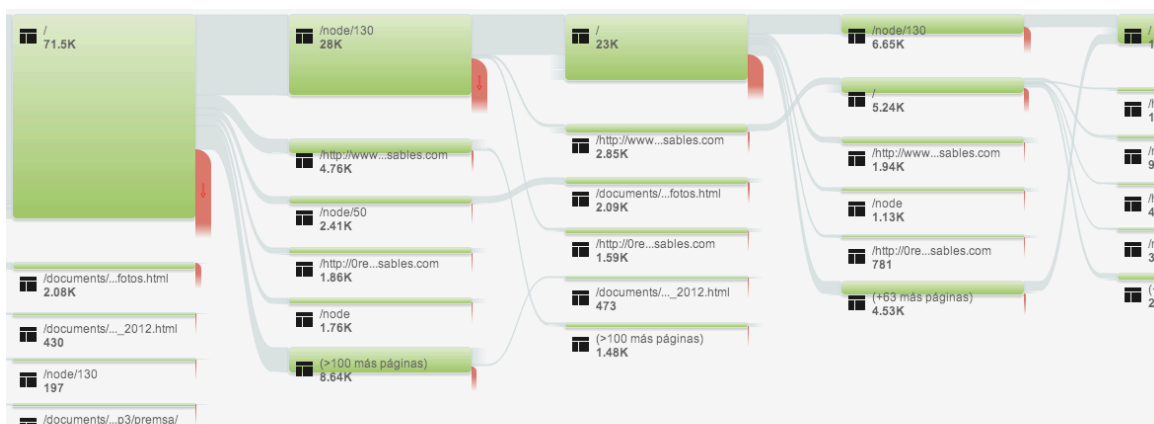 /
71.5K
/documents/...fotos.html
2.08K
/documents/..._2012.html
430
/node/130
197
/documents/...p3/premsa/
/node/130
28K
/http://www...sables.com
4.76K
/node/50
2.41K
/http://0re...sables.com
1.86K
/node
1.76K
(>100 más páginas)
8.64K
/
23K
/http://www...sables.com
2.85K
/documents/...fotos.html
2.09K
/http://0re...sables.com
1.59K
/documents/..._2012.html
473
(>100 más páginas)
1.48K
/node/130
6.65K
/
5.24K
/http://www...sables.com
1.94K
/node
1.13K
/http://0re...sables.com
781
(+63 más páginas)
4.53K
/